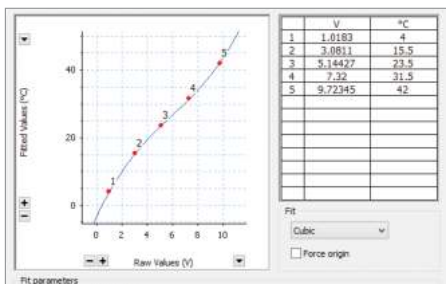 V °C
1 1.0183 4
2 3.0811 15.5
3 5.14427 23.5
4 7.32 31.5
5 9.72345 42
40
20
0
Fitted Values (°C)
1
2
3
4
5
0 2 4 6 8 10
Raw Values (V)
+
−
− +
Fit
Cubic
Force origin
Fit parameters